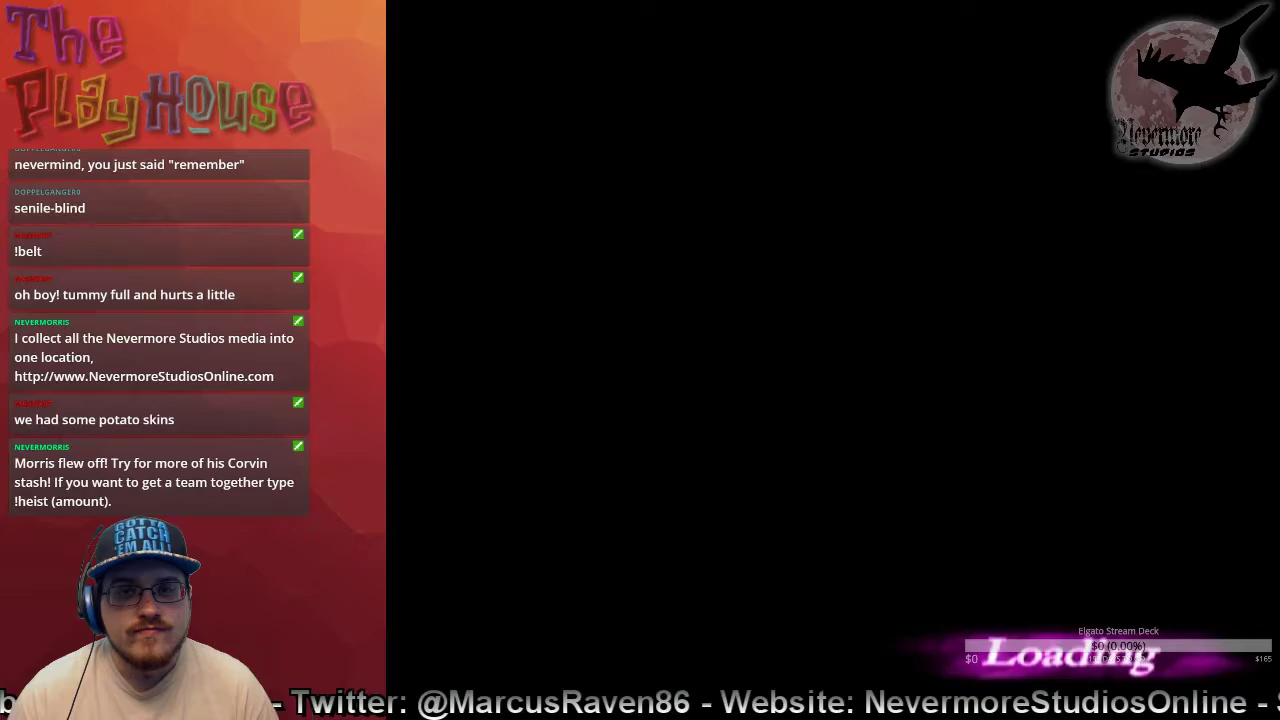 The
PlayHouse
nevermind, you just said "remember"
DOPPELGANGER0
senile-blind
!belt
oh boy! tummy full and hurts a little
NEVERMORRIS
I collect all the Nevermore Studios media into
one location,
http://www.NevermoreStudiosOnline.com
we had some potato skins
NEVERMORRIS
Morris flew off! Try for more of his Corvin
stash! If you want to get a team together type
!heist (amount).
GOTTA
CATCH
'EM ALL!
Nevermore
STUDIOS
Elgato Stream Deck
$0 (0.00%)
$0
$165
Loading
- Twitter: @MarcusRaven86 - Website: NevermoreStudiosOnline -